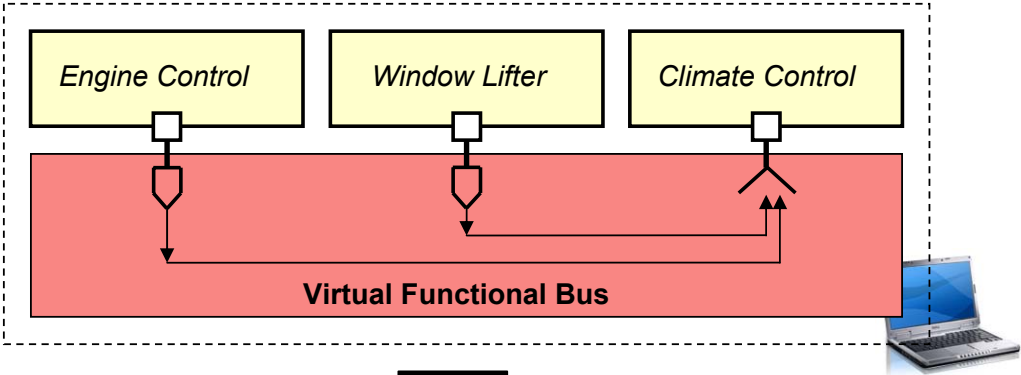 Engine Control
Window Lifter
Climate Control
Virtual Functional Bus